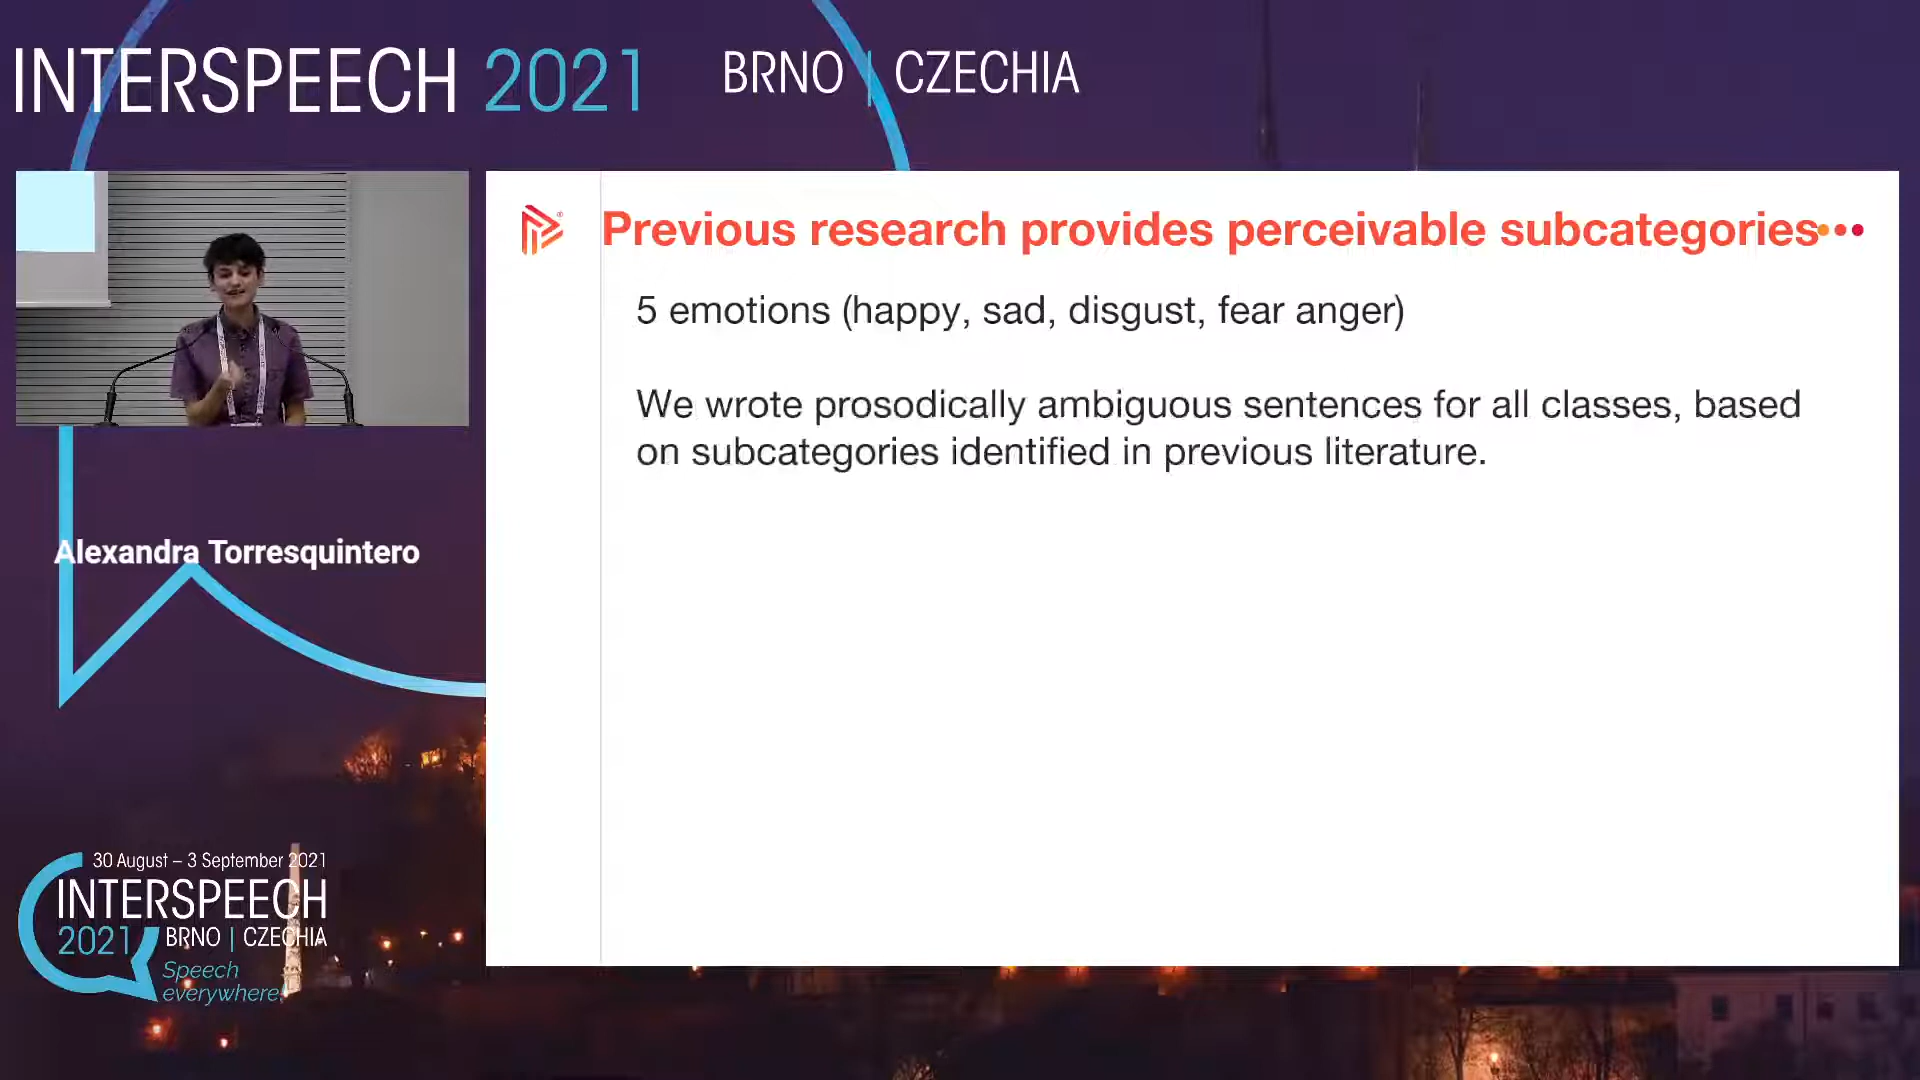 INTERSPEECH 2021
BRNO | CZECHIA
Previous research provides perceivable subcategories
5 emotions (happy, sad, disgust, fear anger)
We wrote prosodically ambiguous sentences for all classes, based
on subcategories identified in previous literature.
Alexandra Torresquintero
30 August – 3 September 2021
INTERSPEECH
2021 BRNO | CZECHIA
Speech
everywhere!